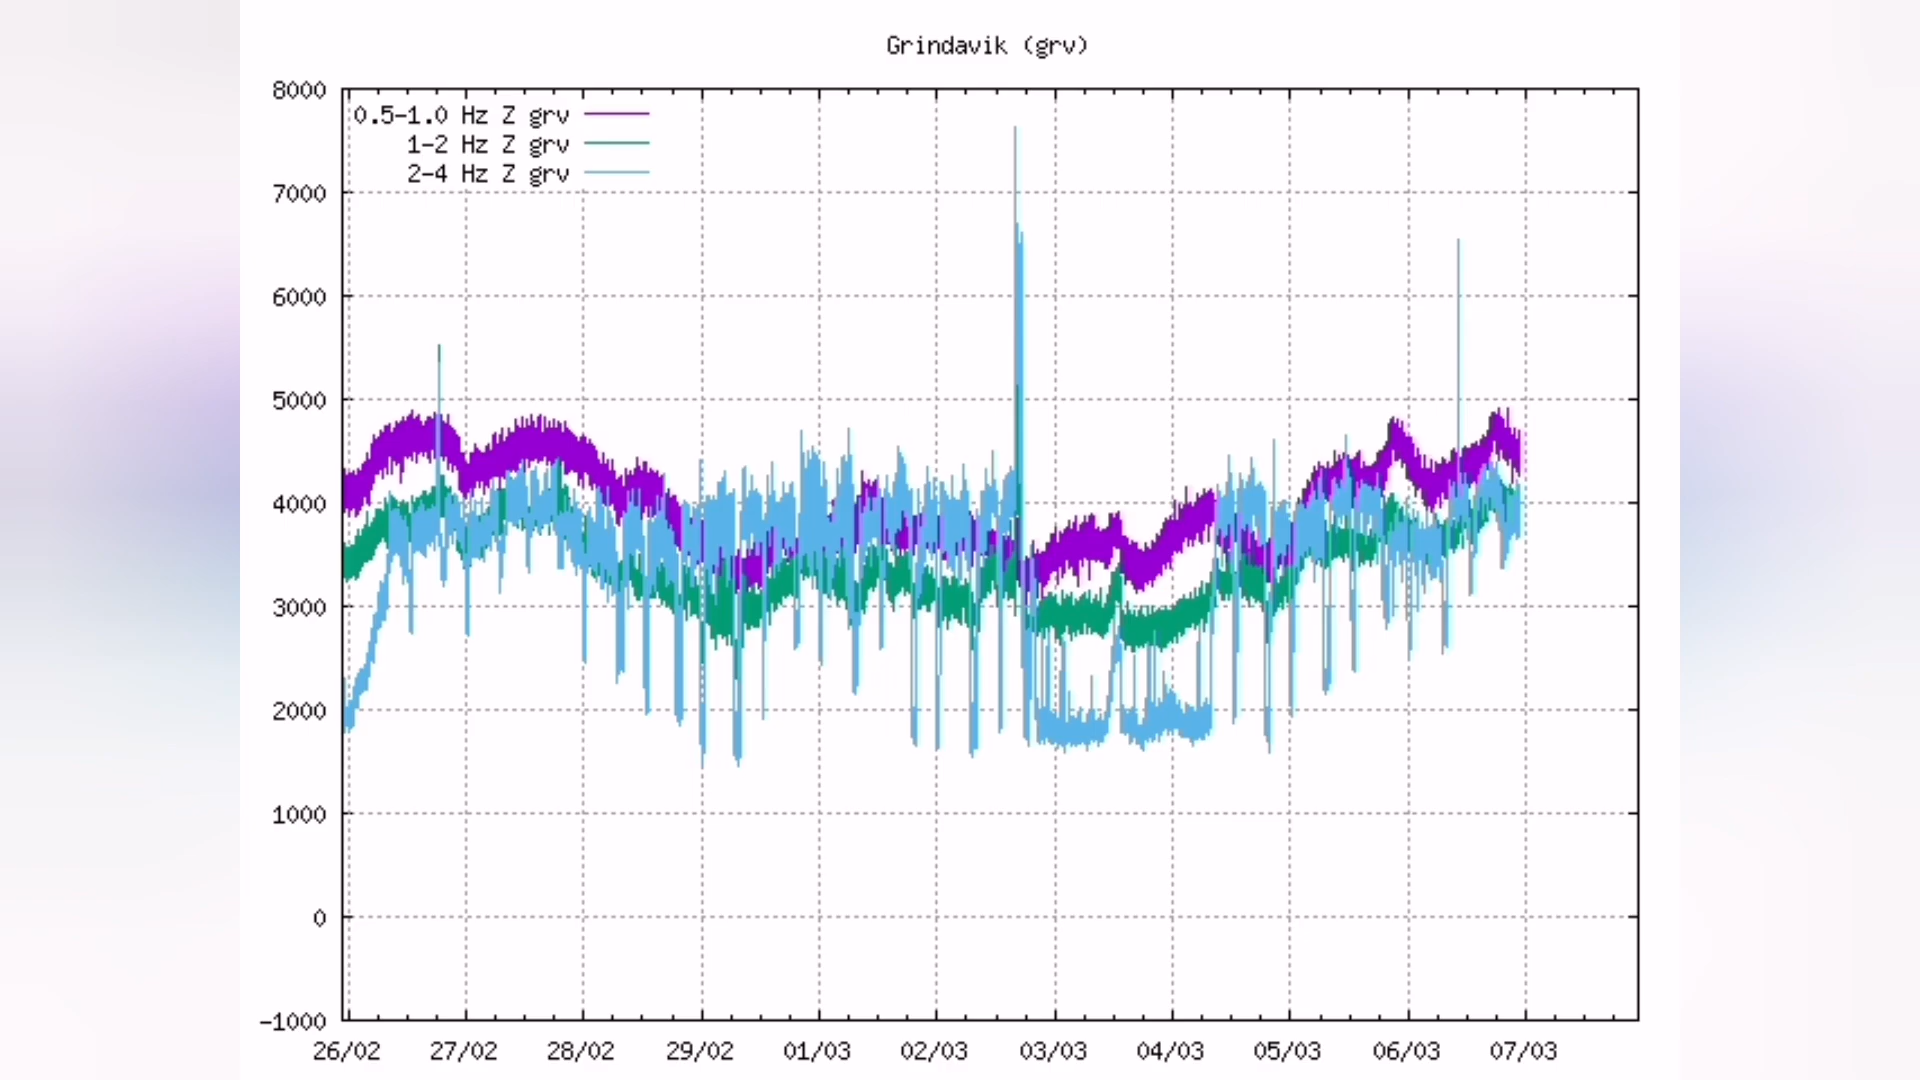 Grindavik (grv)
8000
0.5-1.0 Hz Z grv
1-2 Hz Z grv
2-4 Hz Z grv
7000
6000
5000
4000
3000
2000
1000
0
-1000
26/02 27/02 28/02 29/02 01/03 02/03 03/03 04/03 05/03 06/03 07/03